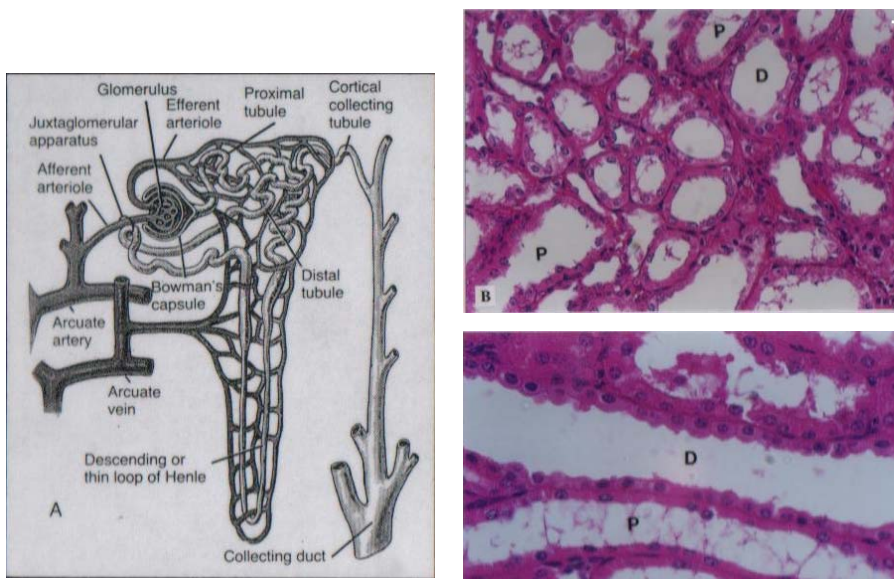 Glomerulus
Efferent
arteriole
Proximal
tubule
Cortical
collecting
tubule
Juxtaglomerular
apparatus
Afferent
arteriole
Bowman's
capsule
Distal
tubule
Arcuate
artery
Arcuate
vein
Descending or
thin loop of Henle
A
Collecting duct
P
D
P
B
D
P